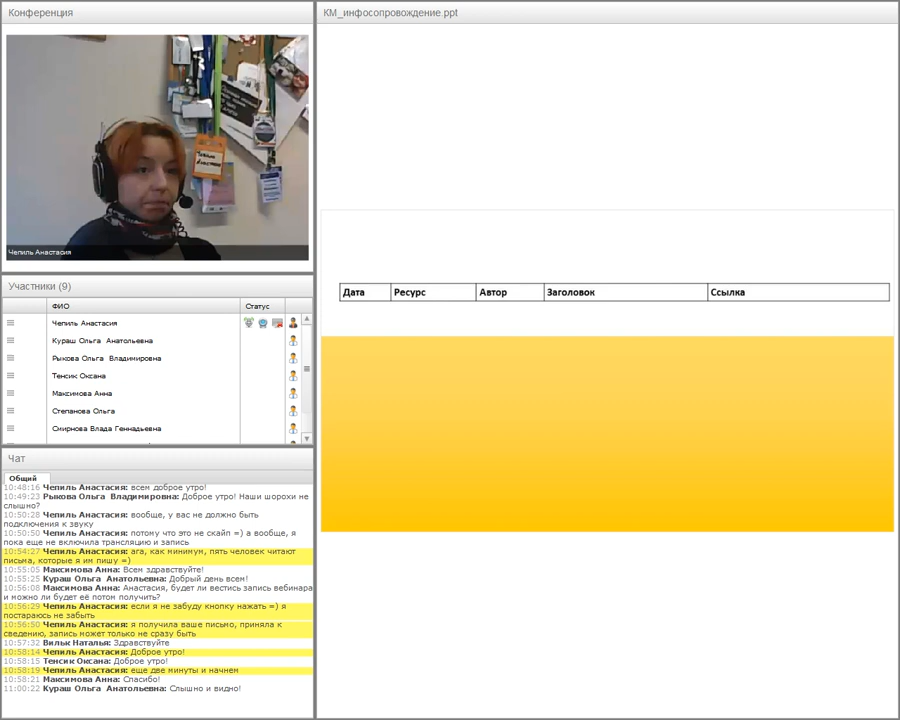 Конференция
Чепиль Анастасия
Участники (9)
ФИО Статус
Чепиль Анастасия
Кураш Ольга Анатольевна
Рыкова Ольга Владимировна
Тенсик Оксана
Максимова Анна
Степанова Ольга
Смирнова Влада Геннадьевна
Чат
Общий
10:48:16 Чепиль Анастасия: всем доброе утро!
10:49:23 Рыкова Ольга Владимировна: Доброе утро! Наши шорохи не
слышно?
10:50:28 Чепиль Анастасия: вообще, у вас не должно быть
подключения к звуку
10:50:50 Чепиль Анастасия: потому что это не скайп =) а вообще, я
пока еще не включила трансляцию и запись
10:54:27 Чепиль Анастасия: ага, как минимум, пять человек читают
письма, которые я им пишу =)
10:55:05 Максимова Анна: Всем здравствуйте!
10:55:25 Кураш Ольга Анатольевна: Добрый день всем!
10:56:08 Максимова Анна: Анастасия, будет ли вестись запись вебинара
и можно ли будет её потом получить?
10:56:29 Чепиль Анастасия: если я не забуду кнопку нажать =) я
постараюсь не забыть
10:56:50 Чепиль Анастасия: я получила ваше письмо, приняла к
сведению, запись может только не сразу быть
10:57:32 Вильк Наталья: Здравствуйте
10:58:14 Чепиль Анастасия: Доброе утро!
10:58:15 Тенсик Оксана: Доброе утро!
10:58:19 Чепиль Анастасия: еще две минуты и начнем
10:58:21 Максимова Анна: Спасибо!
11:00:22 Кураш Ольга Анатольевна: Слышно и видно!
КМ_инфосопровождение.ppt
Дата Ресурс Автор Заголовок Ссылка